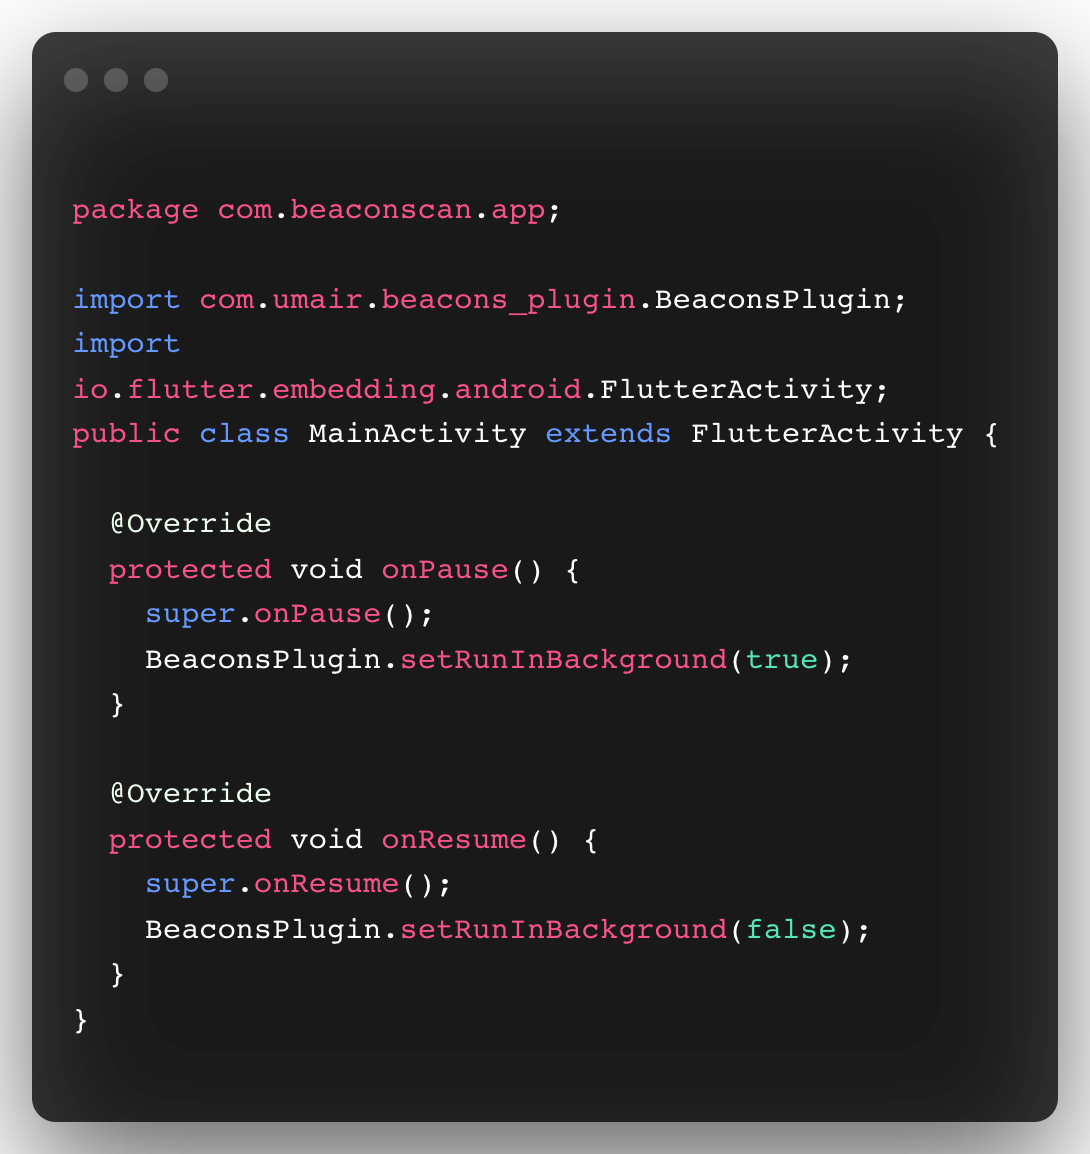 package com.beaconscan.app;
import com.umair.beacons_plugin.BeaconsPlugin;
import
io.flutter.embedding.android.FlutterActivity;
public class MainActivity extends FlutterActivity {
@Override
protected void onPause() {
super.onPause();
BeaconsPlugin.setRunInBackground(true);
}
@Override
protected void onResume() {
super.onResume();
BeaconsPlugin.setRunInBackground(false);
}
}